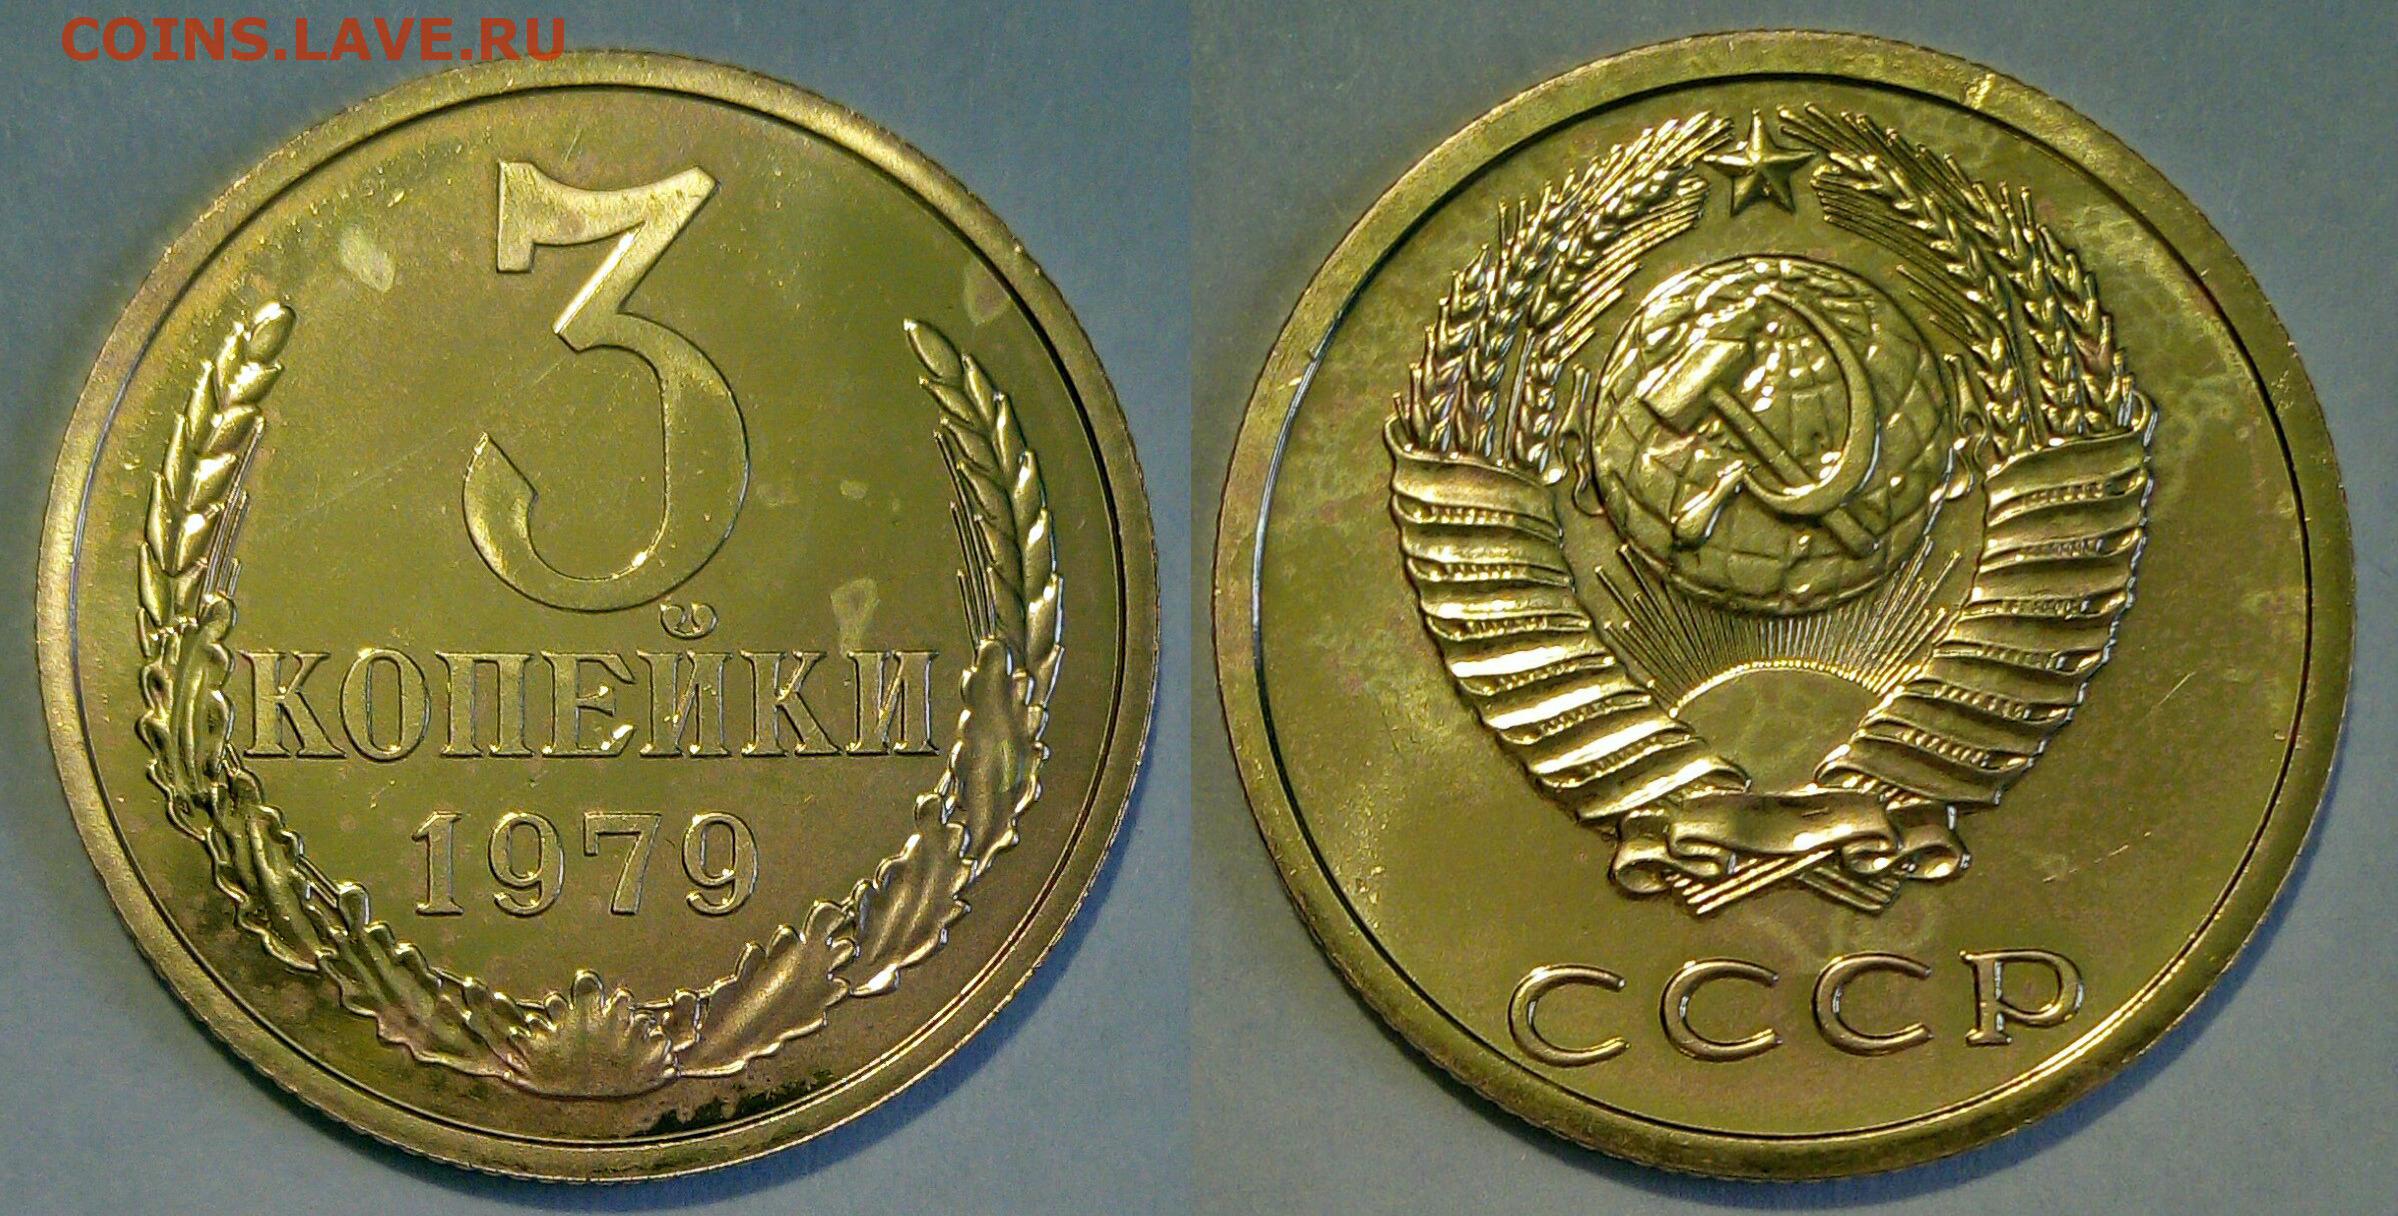 COINS.LAVE.RU
3
КОПЕЙКИ
1979
СССР